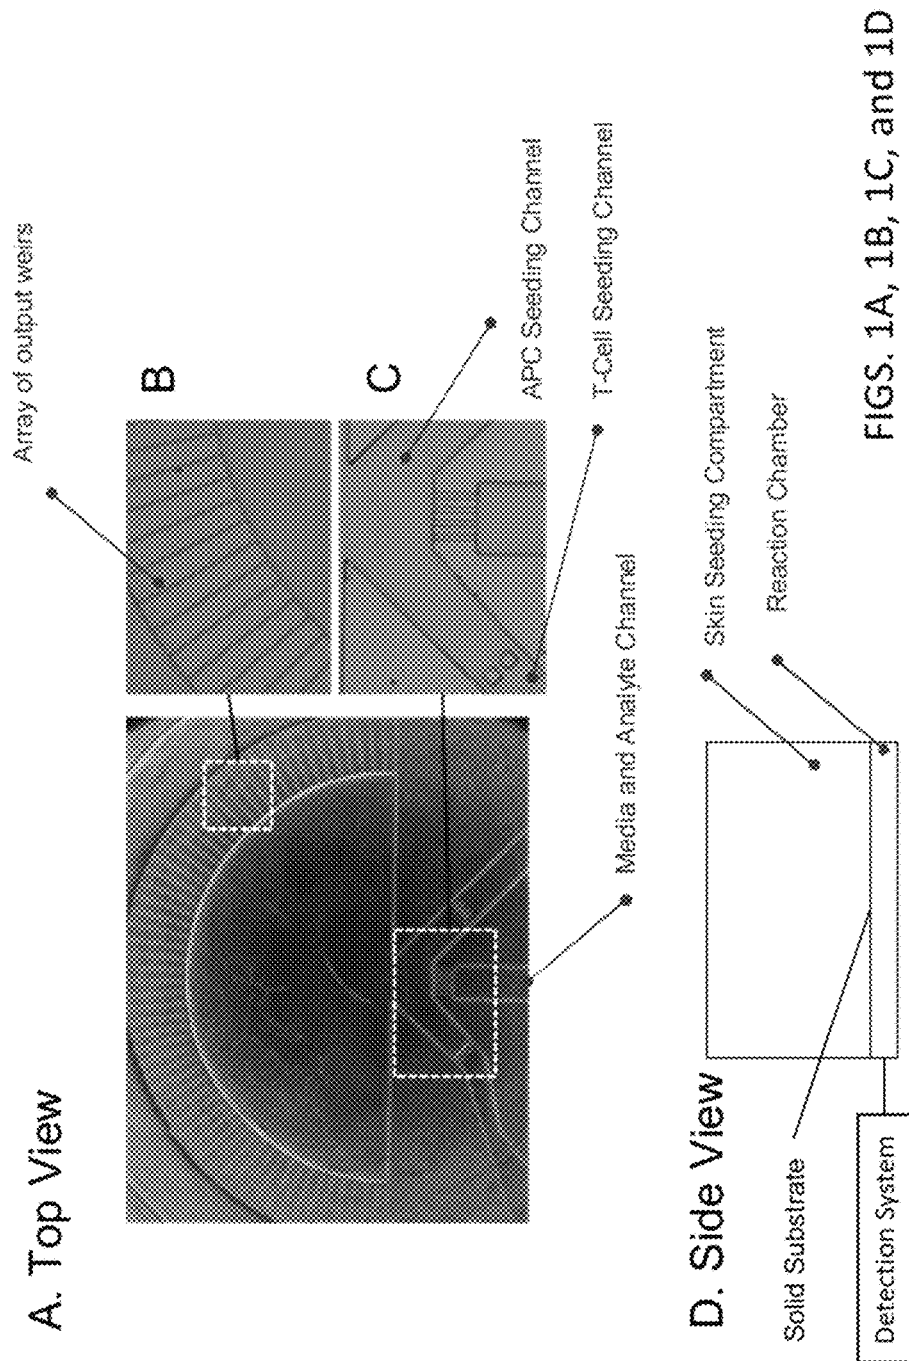 A. Top View
Array of output weirs
B
C
APC Seeding Channel
T-Cell Seeding Channel
Media and Analyte Channel
D. Side View
Skin Seeding Compartment
Reaction Chamber
Solid Substrate
Detection System
FIGS. 1A, 1B, 1C, and 1D